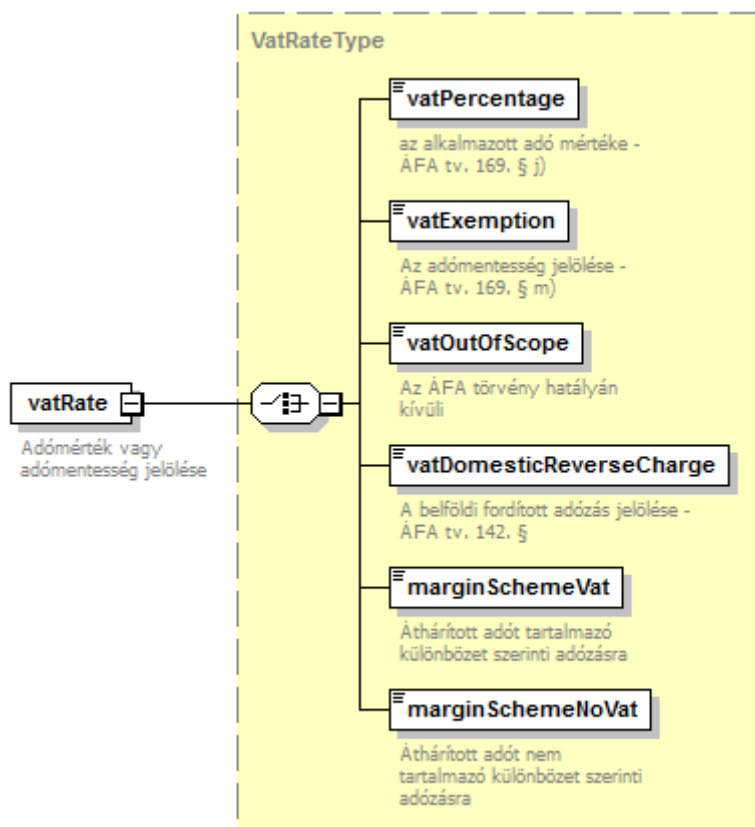 VatRateType
vatPercentage
az alkalmazott adó mértéke -
ÁFA tv. 169. § j)
vatExemption
Az adómentesség jelölése -
ÁFA tv. 169. § m)
vatOutOfScope
Az ÁFA törvény hatályán
kívüli
vatRate
Adómérték vagy
adómentesség jelölése
vatDomesticReverseCharge
A belföldi fordított adózás jelölése -
ÁFA tv. 142. §
marginSchemeVat
Áthárított adót tartalmazó
különbözet szerinti adózásra
marginSchemeNoVat
Áthárított adót nem
tartalmazó különbözet szerinti
adózásra